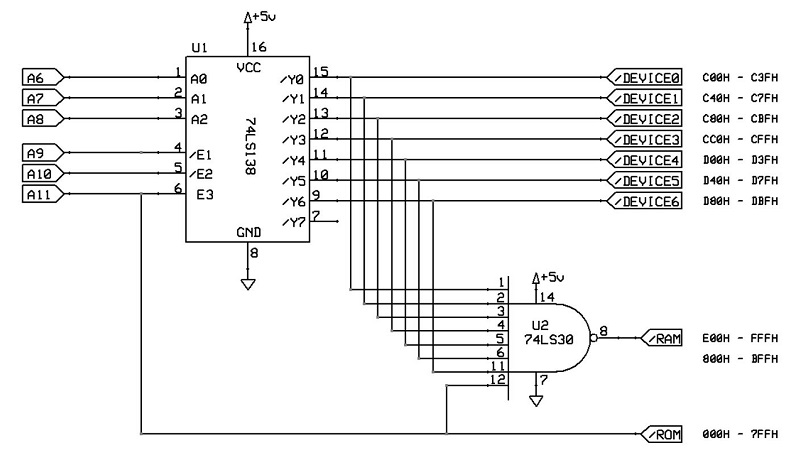 +5v
U1
16
VCC
A6 1 A0 /Y0 15 /DEVICE0 C00H - C3FH
A7 2 A1 /Y1 14 /DEVICE1 C40H - C7FH
A8 3 A2 /Y2 13 /DEVICE2 C80H - CBFH
/Y3 12 /DEVICE3 CC0H - CFFH
A9 4 /E1 74LS138 /Y4 11 /DEVICE4 D00H - D3FH
A10 5 /E2 /Y5 10 /DEVICE5 D40H - D7FH
A11 6 E3 /Y6 9 /DEVICE6 D80H - DBFH
/Y7 7
GND
8
+5v
1
2 14
3
4 U2 8 /RAM E00H - FFFH
5 74LS30
6 800H - BFFH
11
12 7
/ROM 000H - 7FFH